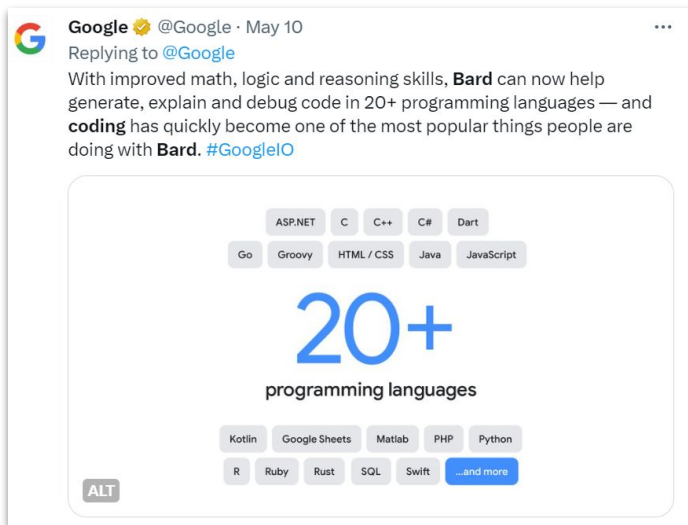 Google @Google · May 10
Replying to @Google
With improved math, logic and reasoning skills, Bard can now help
generate, explain and debug code in 20+ programming languages — and
coding has quickly become one of the most popular things people are
doing with Bard. #GoogleIO
ASP.NET C C++ C# Dart
Go Groovy HTML / CSS Java JavaScript
20+
programming languages
Kotlin Google Sheets Matlab PHP Python
R Ruby Rust SQL Swift ...and more
ALT